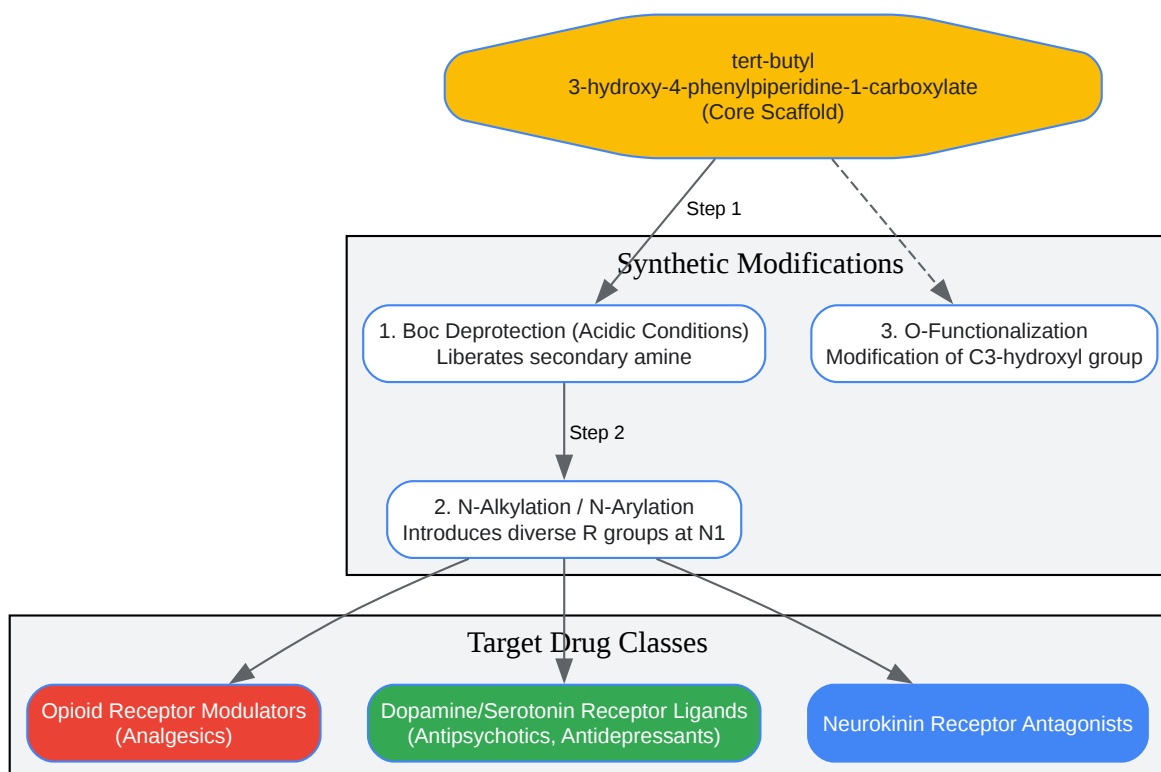 tert-butyl
3-hydroxy-4-phenylpiperidine-1-carboxylate
(Core Scaffold)
Step 1
Synthetic Modifications
1. Boc Deprotection (Acidic Conditions)
Liberates secondary amine
3. O-Functionalization
Modification of C3-hydroxyl group
Step 2
2. N-Alkylation / N-Arylation
Introduces diverse R groups at N1
Target Drug Classes
Opioid Receptor Modulators
(Analgesics)
Dopamine/Serotonin Receptor Ligands
(Antipsychotics, Antidepressants)
Neurokinin Receptor Antagonists